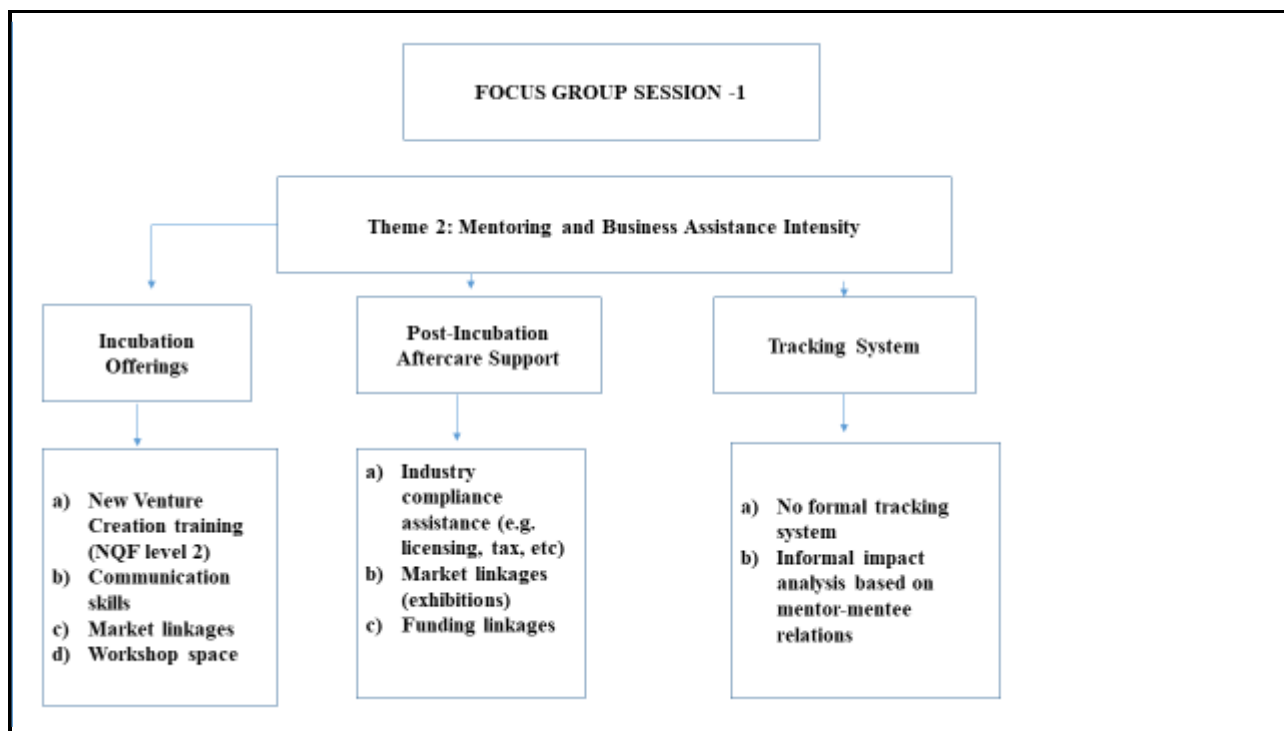 FOCUS GROUP SESSION -1
Theme 2: Mentoring and Business Assistance Intensity
Incubation
Offerings
Post-Incubation
Aftercare Support
Tracking System
a) New Venture
Creation training
(NQF level 2)
b) Communication
skills
c) Market linkages
d) Workshop space
a) Industry
compliance
assistance (e.g.
licensing, tax, etc)
b) Market linkages
(exhibitions)
c) Funding linkages
a) No formal tracking
system
b) Informal impact
analysis based on
mentor-mentee
relations